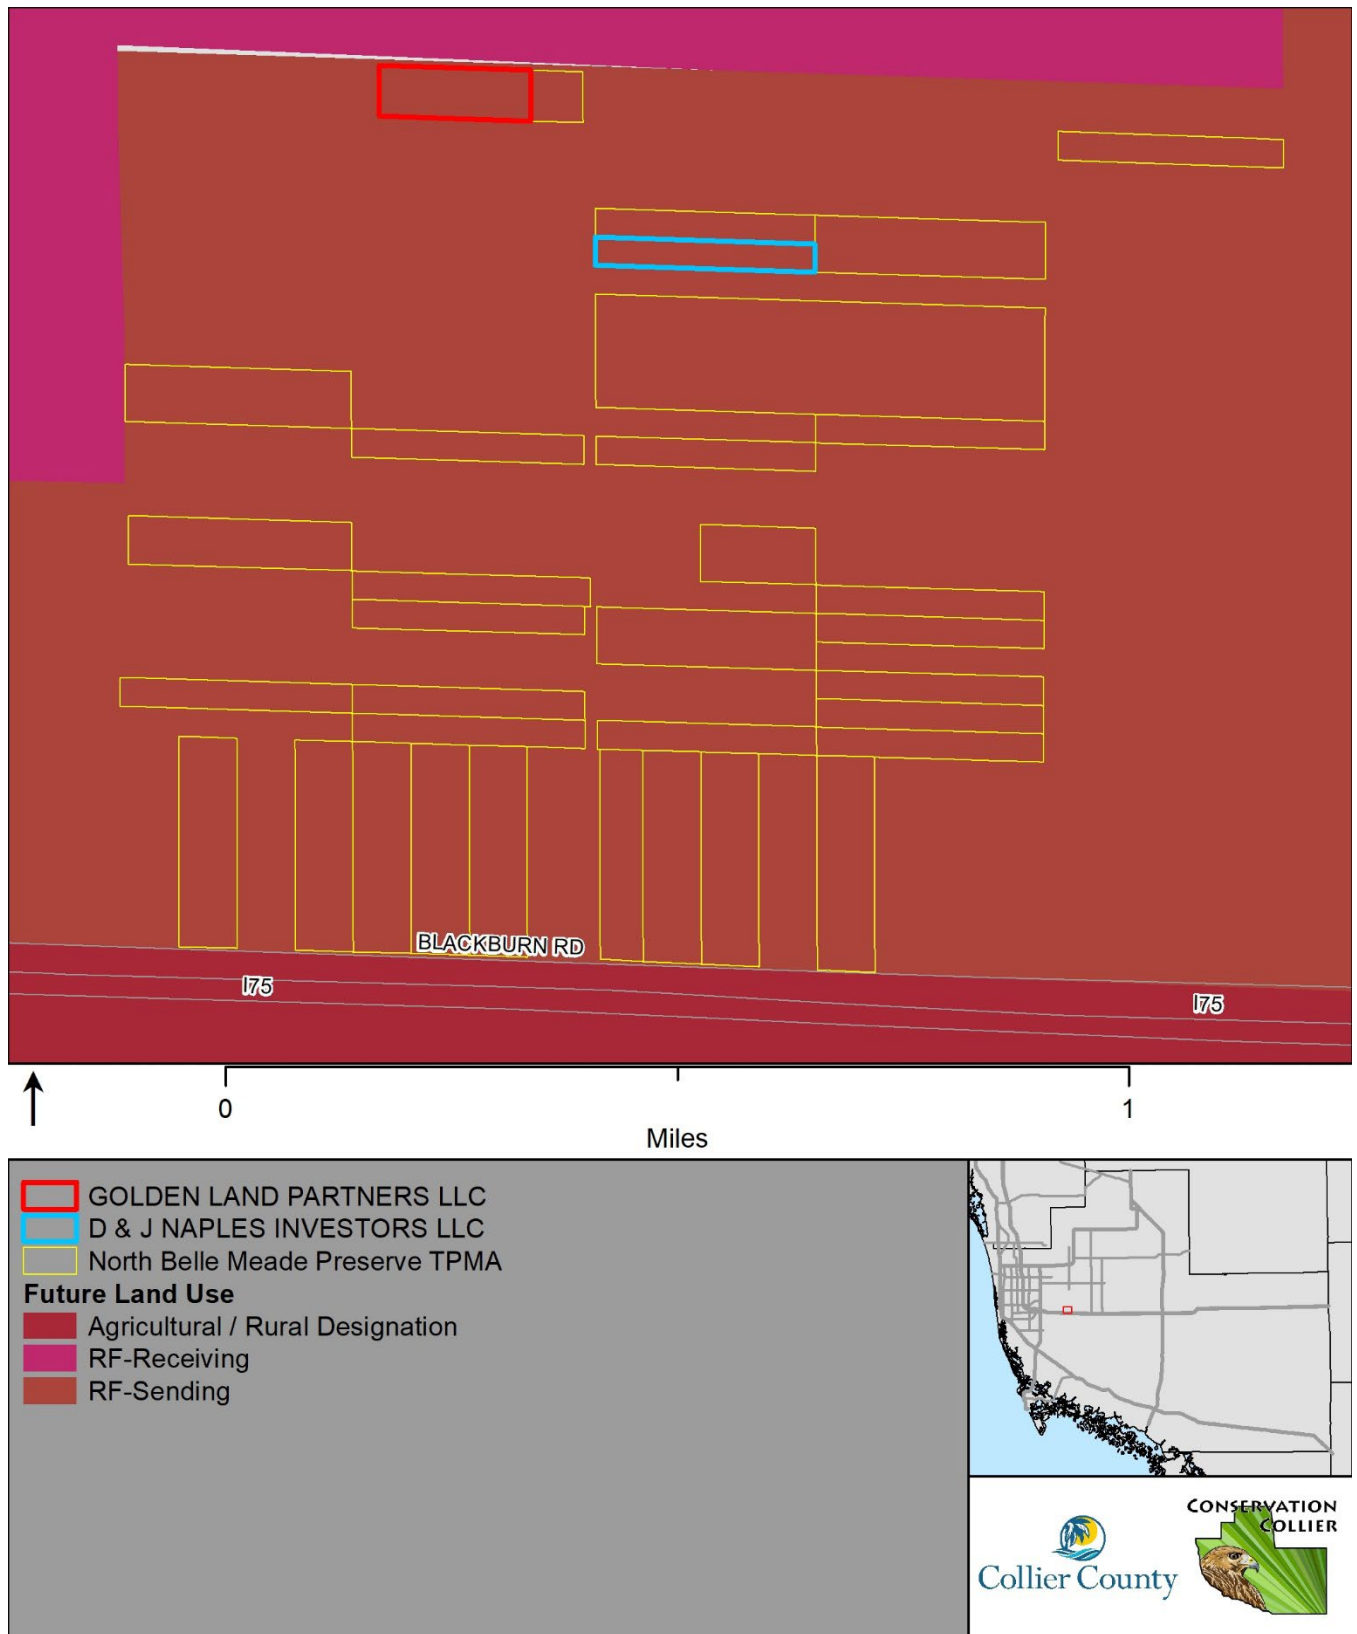 BLACKBURN RD
I75
I75
0
1
Miles
GOLDEN LAND PARTNERS LLC
D & J NAPLES INVESTORS LLC
North Belle Meade Preserve TPMA
Future Land Use
Agricultural / Rural Designation
RF-Receiving
RF-Sending
CONSERVATION
COLLIER
Collier County